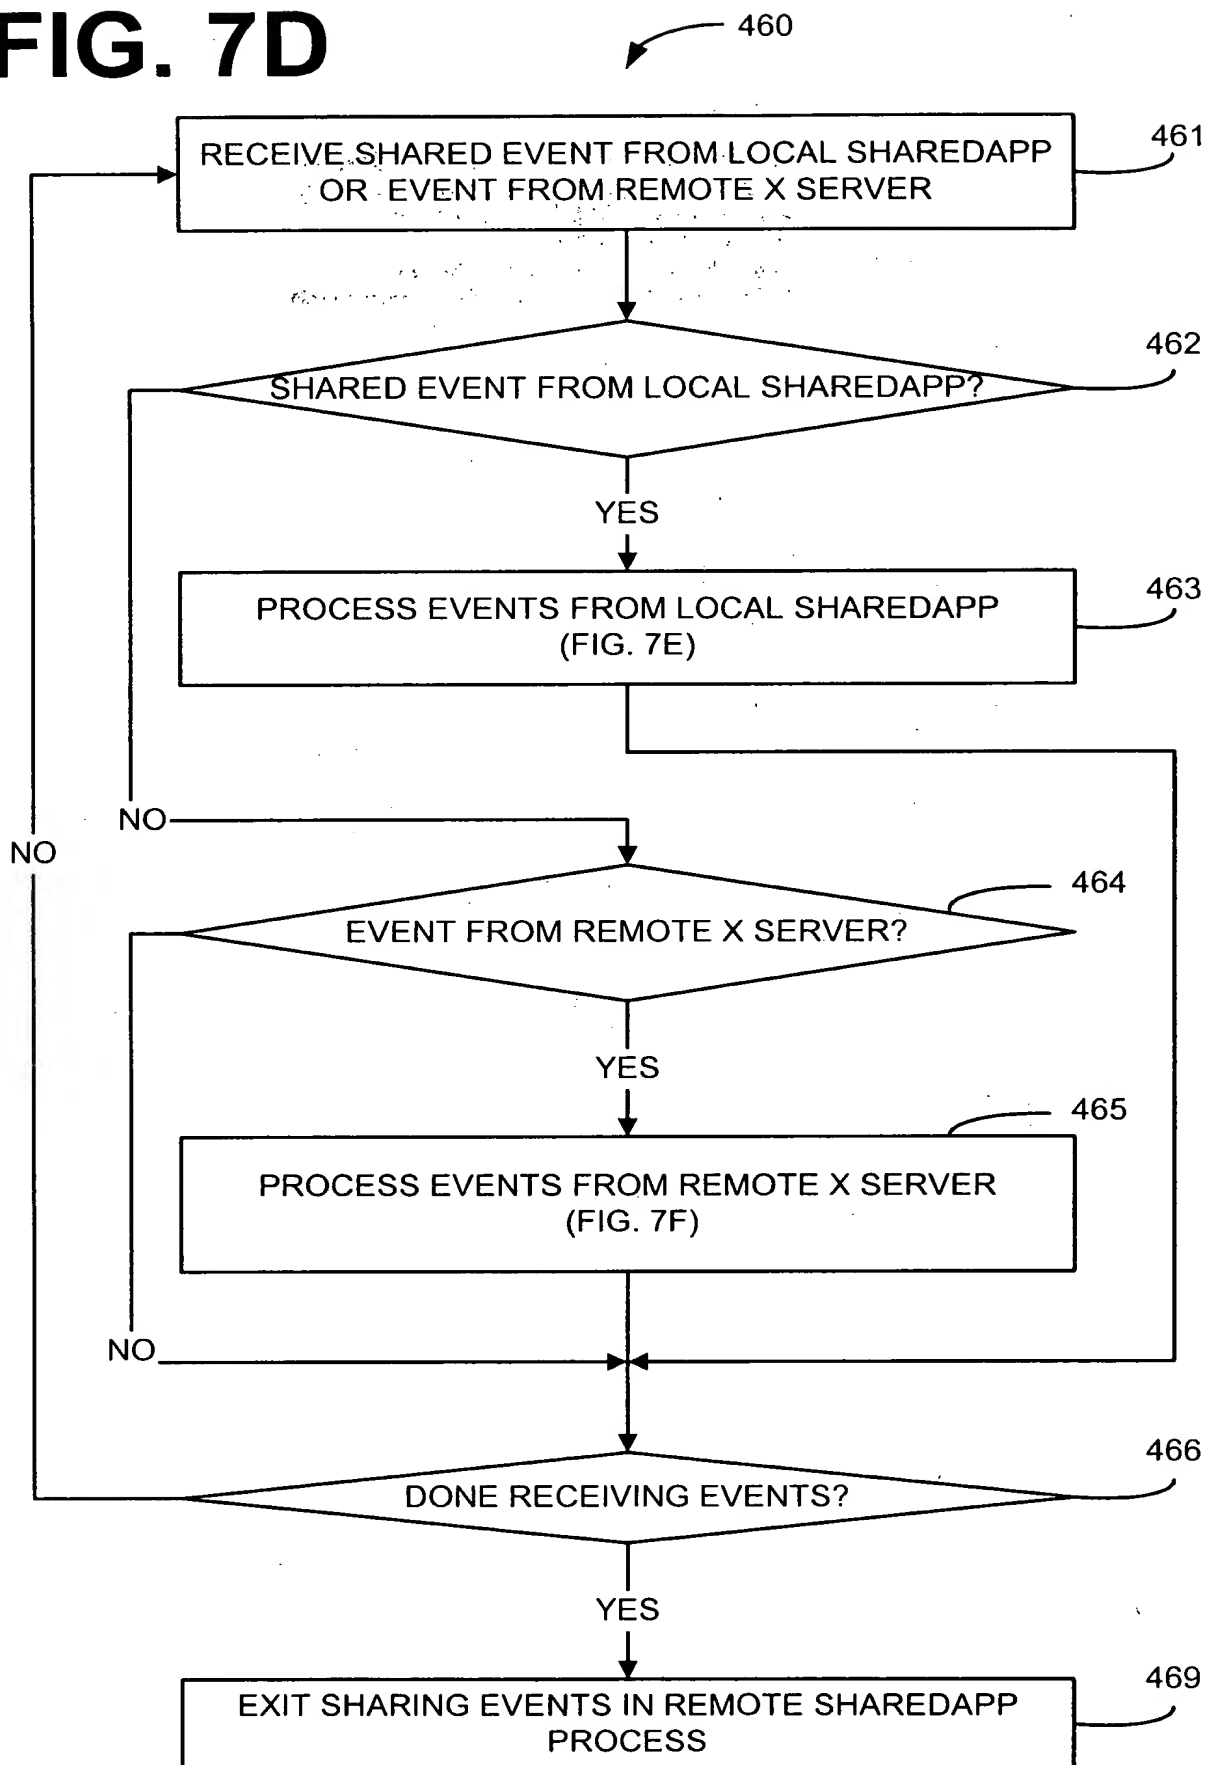 FIG. 7D
460
RECEIVE SHARED EVENT FROM LOCAL SHAREDAPP
OR EVENT FROM REMOTE X SERVER
461
SHARED EVENT FROM LOCAL SHAREDAPP?
462
YES
PROCESS EVENTS FROM LOCAL SHAREDAPP
(FIG. 7E)
463
NO
NO
EVENT FROM REMOTE X SERVER?
464
YES
PROCESS EVENTS FROM REMOTE X SERVER
(FIG. 7F)
465
NO
DONE RECEIVING EVENTS?
466
YES
EXIT SHARING EVENTS IN REMOTE SHAREDAPP
PROCESS
469